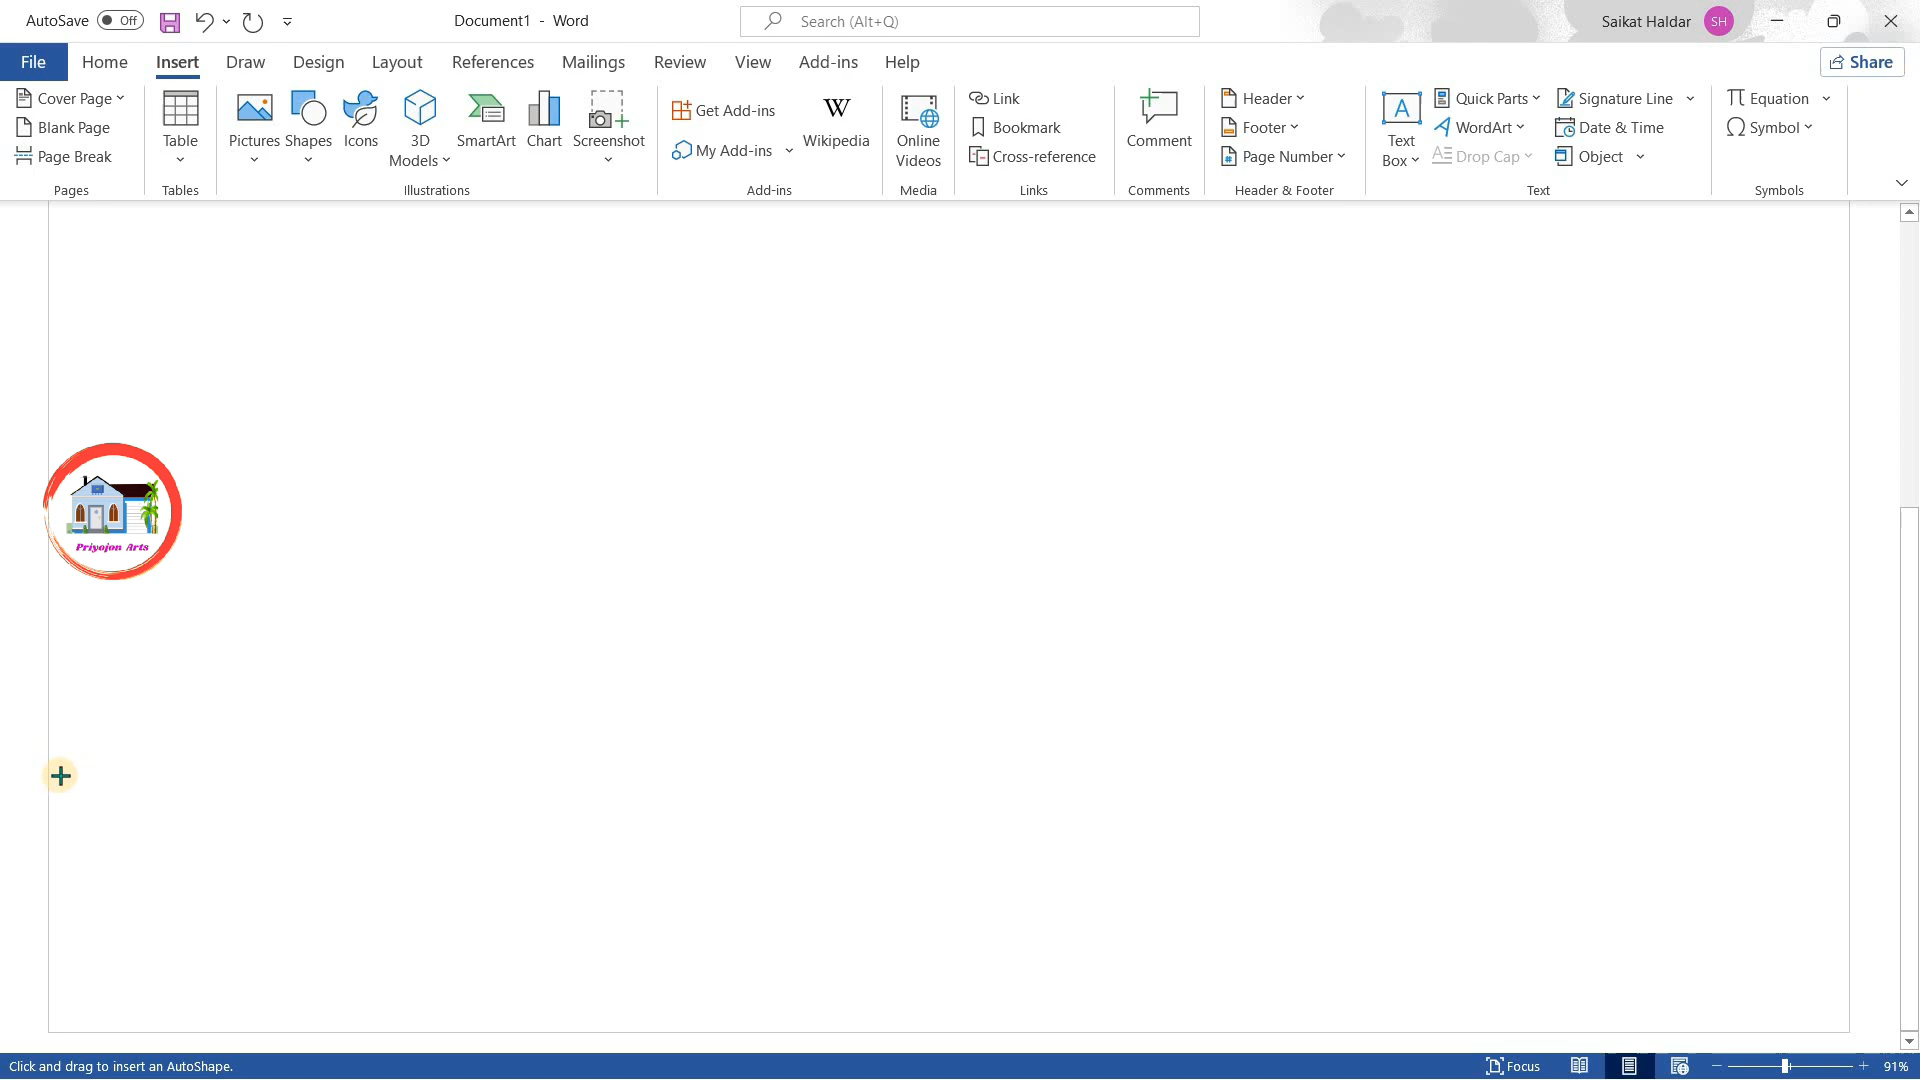 AutoSave Off Document1 - Word Search (Alt+Q) Saikat Haldar SH
File Home Insert Draw Design Layout References Mailings Review View Add-ins Help Share
Cover Page
Blank Page
Page Break
Pages
Table
Tables
Pictures Shapes Icons 3D Models SmartArt Chart Screenshot
Illustrations
Get Add-ins
My Add-ins
Wikipedia
Add-ins
Online
Videos
Media
Link
Bookmark
Cross-reference
Links
Comment
Comments
Header
Footer
Page Number
Header & Footer
Text
Box
Quick Parts
WordArt
Drop Cap
Signature Line
Date & Time
Object
Text
Equation
Symbol
Symbols
Priyojon Arts
Click and drag to insert an AutoShape. Focus 91%